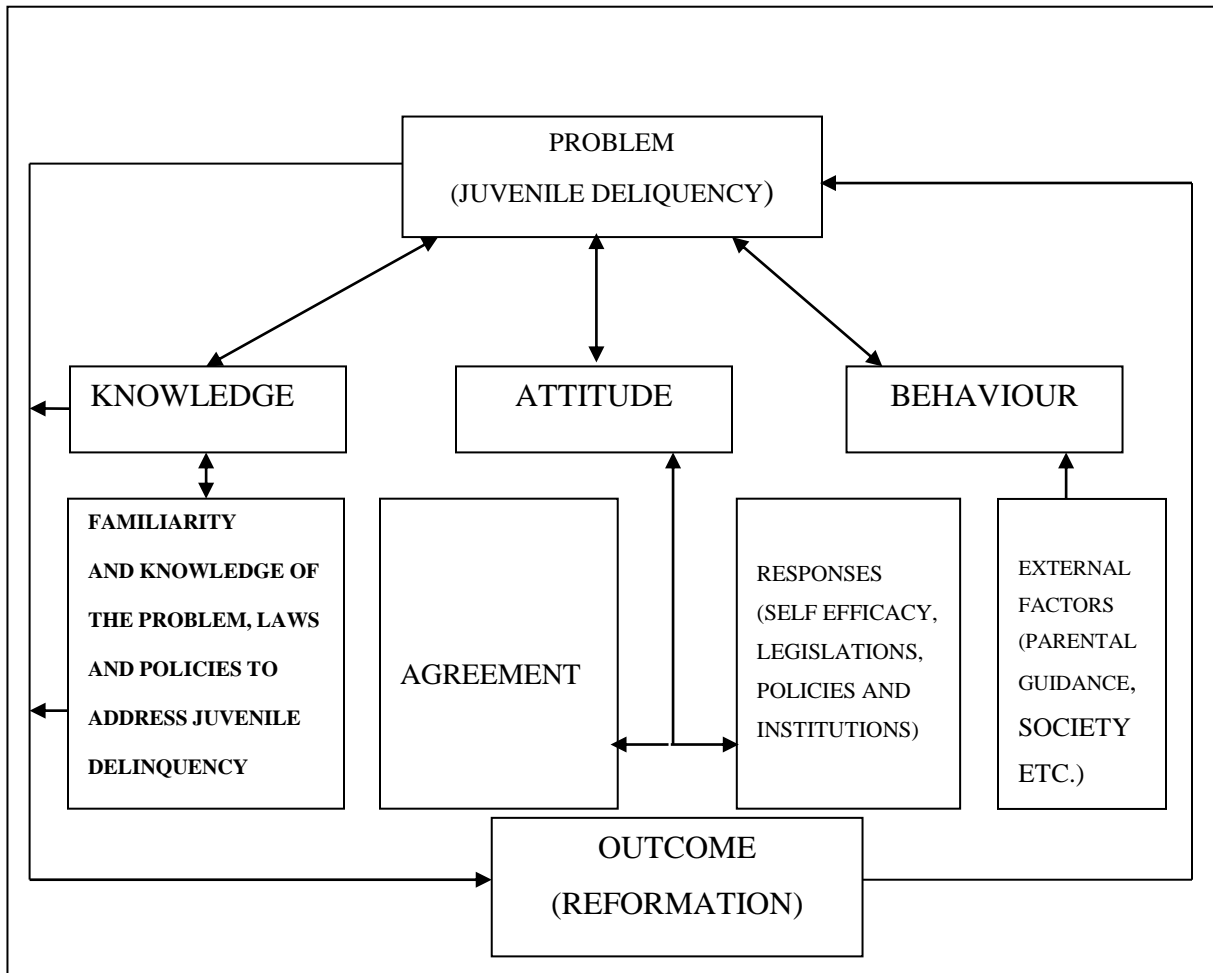 PROBLEM
(JUVENILE DELIQUENCY)
KNOWLEDGE
ATTITUDE
BEHAVIOUR
FAMILIARITY
AND KNOWLEDGE OF
THE PROBLEM, LAWS
AND POLICIES TO
ADDRESS JUVENILE
DELINQUENCY
AGREEMENT
RESPONSES
(SELF EFFICACY,
LEGISLATIONS,
POLICIES AND
INSTITUTIONS)
EXTERNAL
FACTORS
(PARENTAL
GUIDANCE,
SOCIETY
ETC.)
OUTCOME
(REFORMATION)